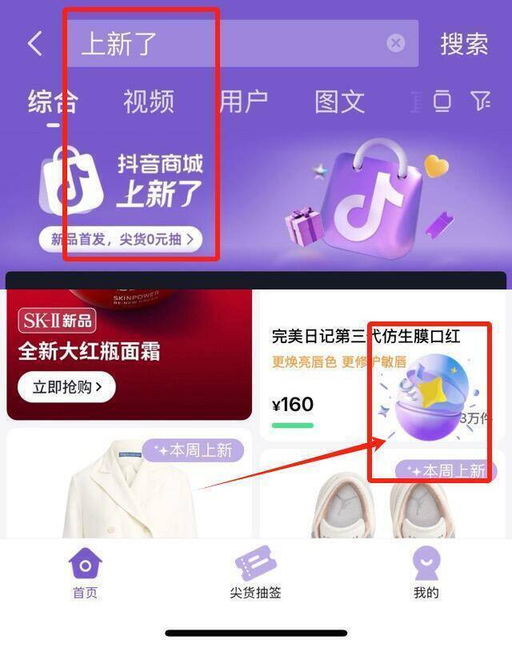 上新了
搜索
综合
视频
用户
图文
抖音商城
上新了
新品首发，尖货0元抽 >
SKINPOWER
SK-II新品
全新大红瓶面霜
立即抢购 >
完美日记第三代仿生膜口红
更焕亮唇色 更修护敏唇
¥160
3万件
本周上新
本周上新
首页
尖货抽签
我的